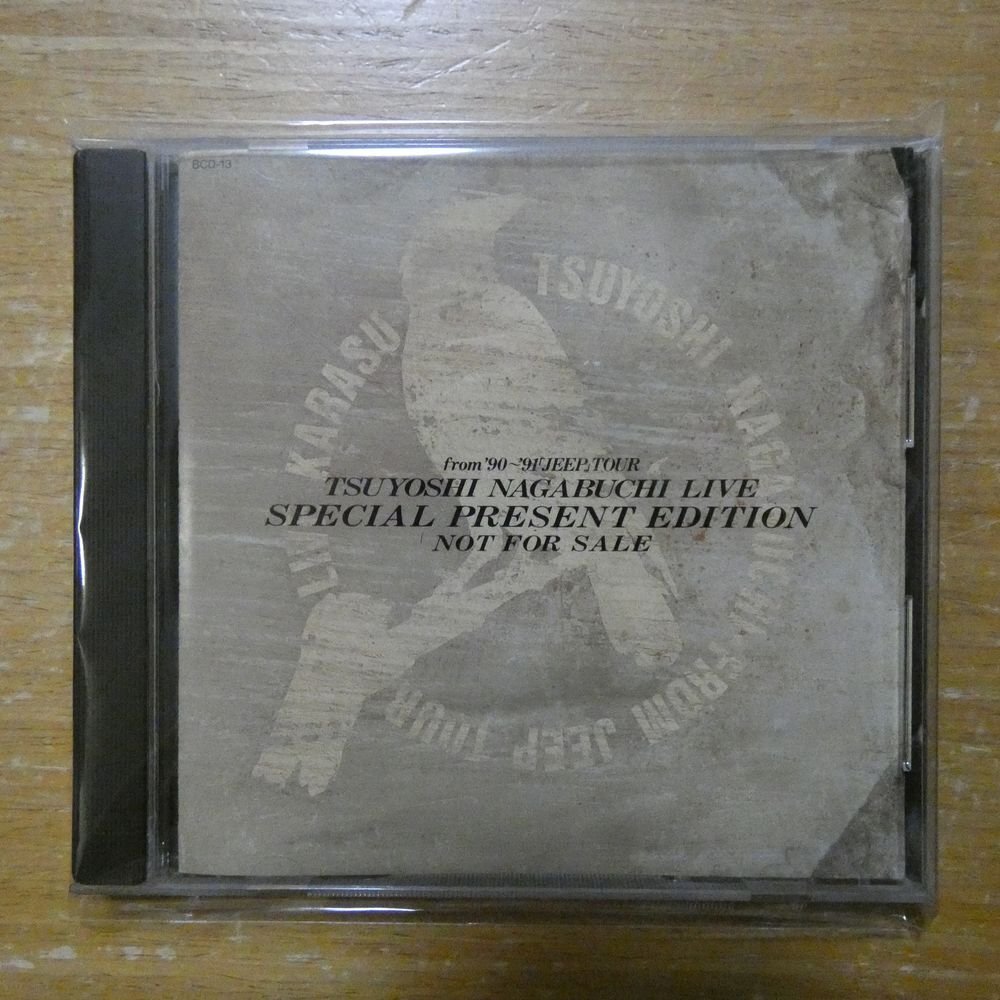 BCD-13
TSUYOSHI NAGABUCHI FROM JEEP TOUR
KARASU
from '90~'91「JEEP」TOUR
TSUYOSHI NAGABUCHI LIVE
SPECIAL PRESENT EDITION
NOT FOR SALE